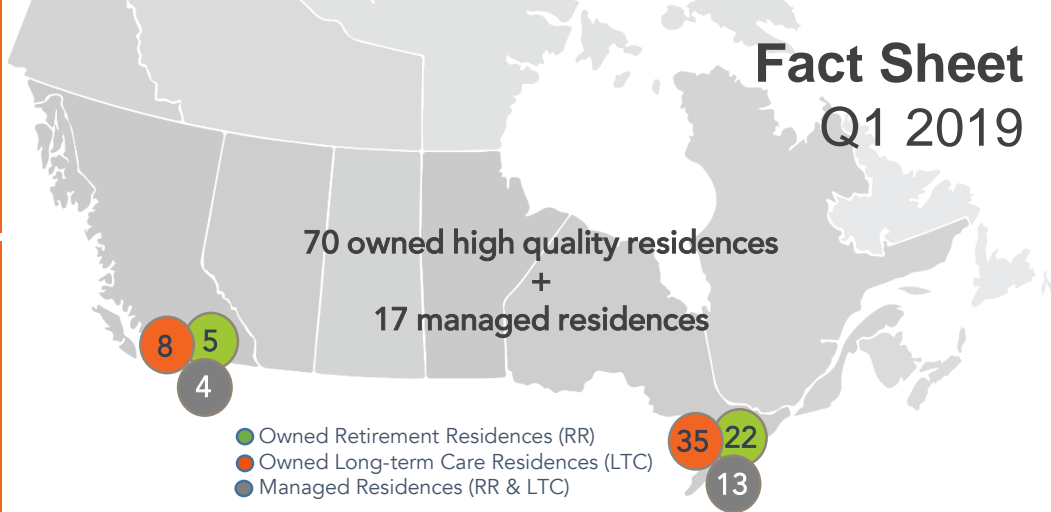 Fact Sheet
Q1 2019
70 owned high quality residences
+
17 managed residences
8
5
4
Owned Retirement Residences (RR)
Owned Long-term Care Residences (LTC)
Managed Residences (RR & LTC)
35
22
13